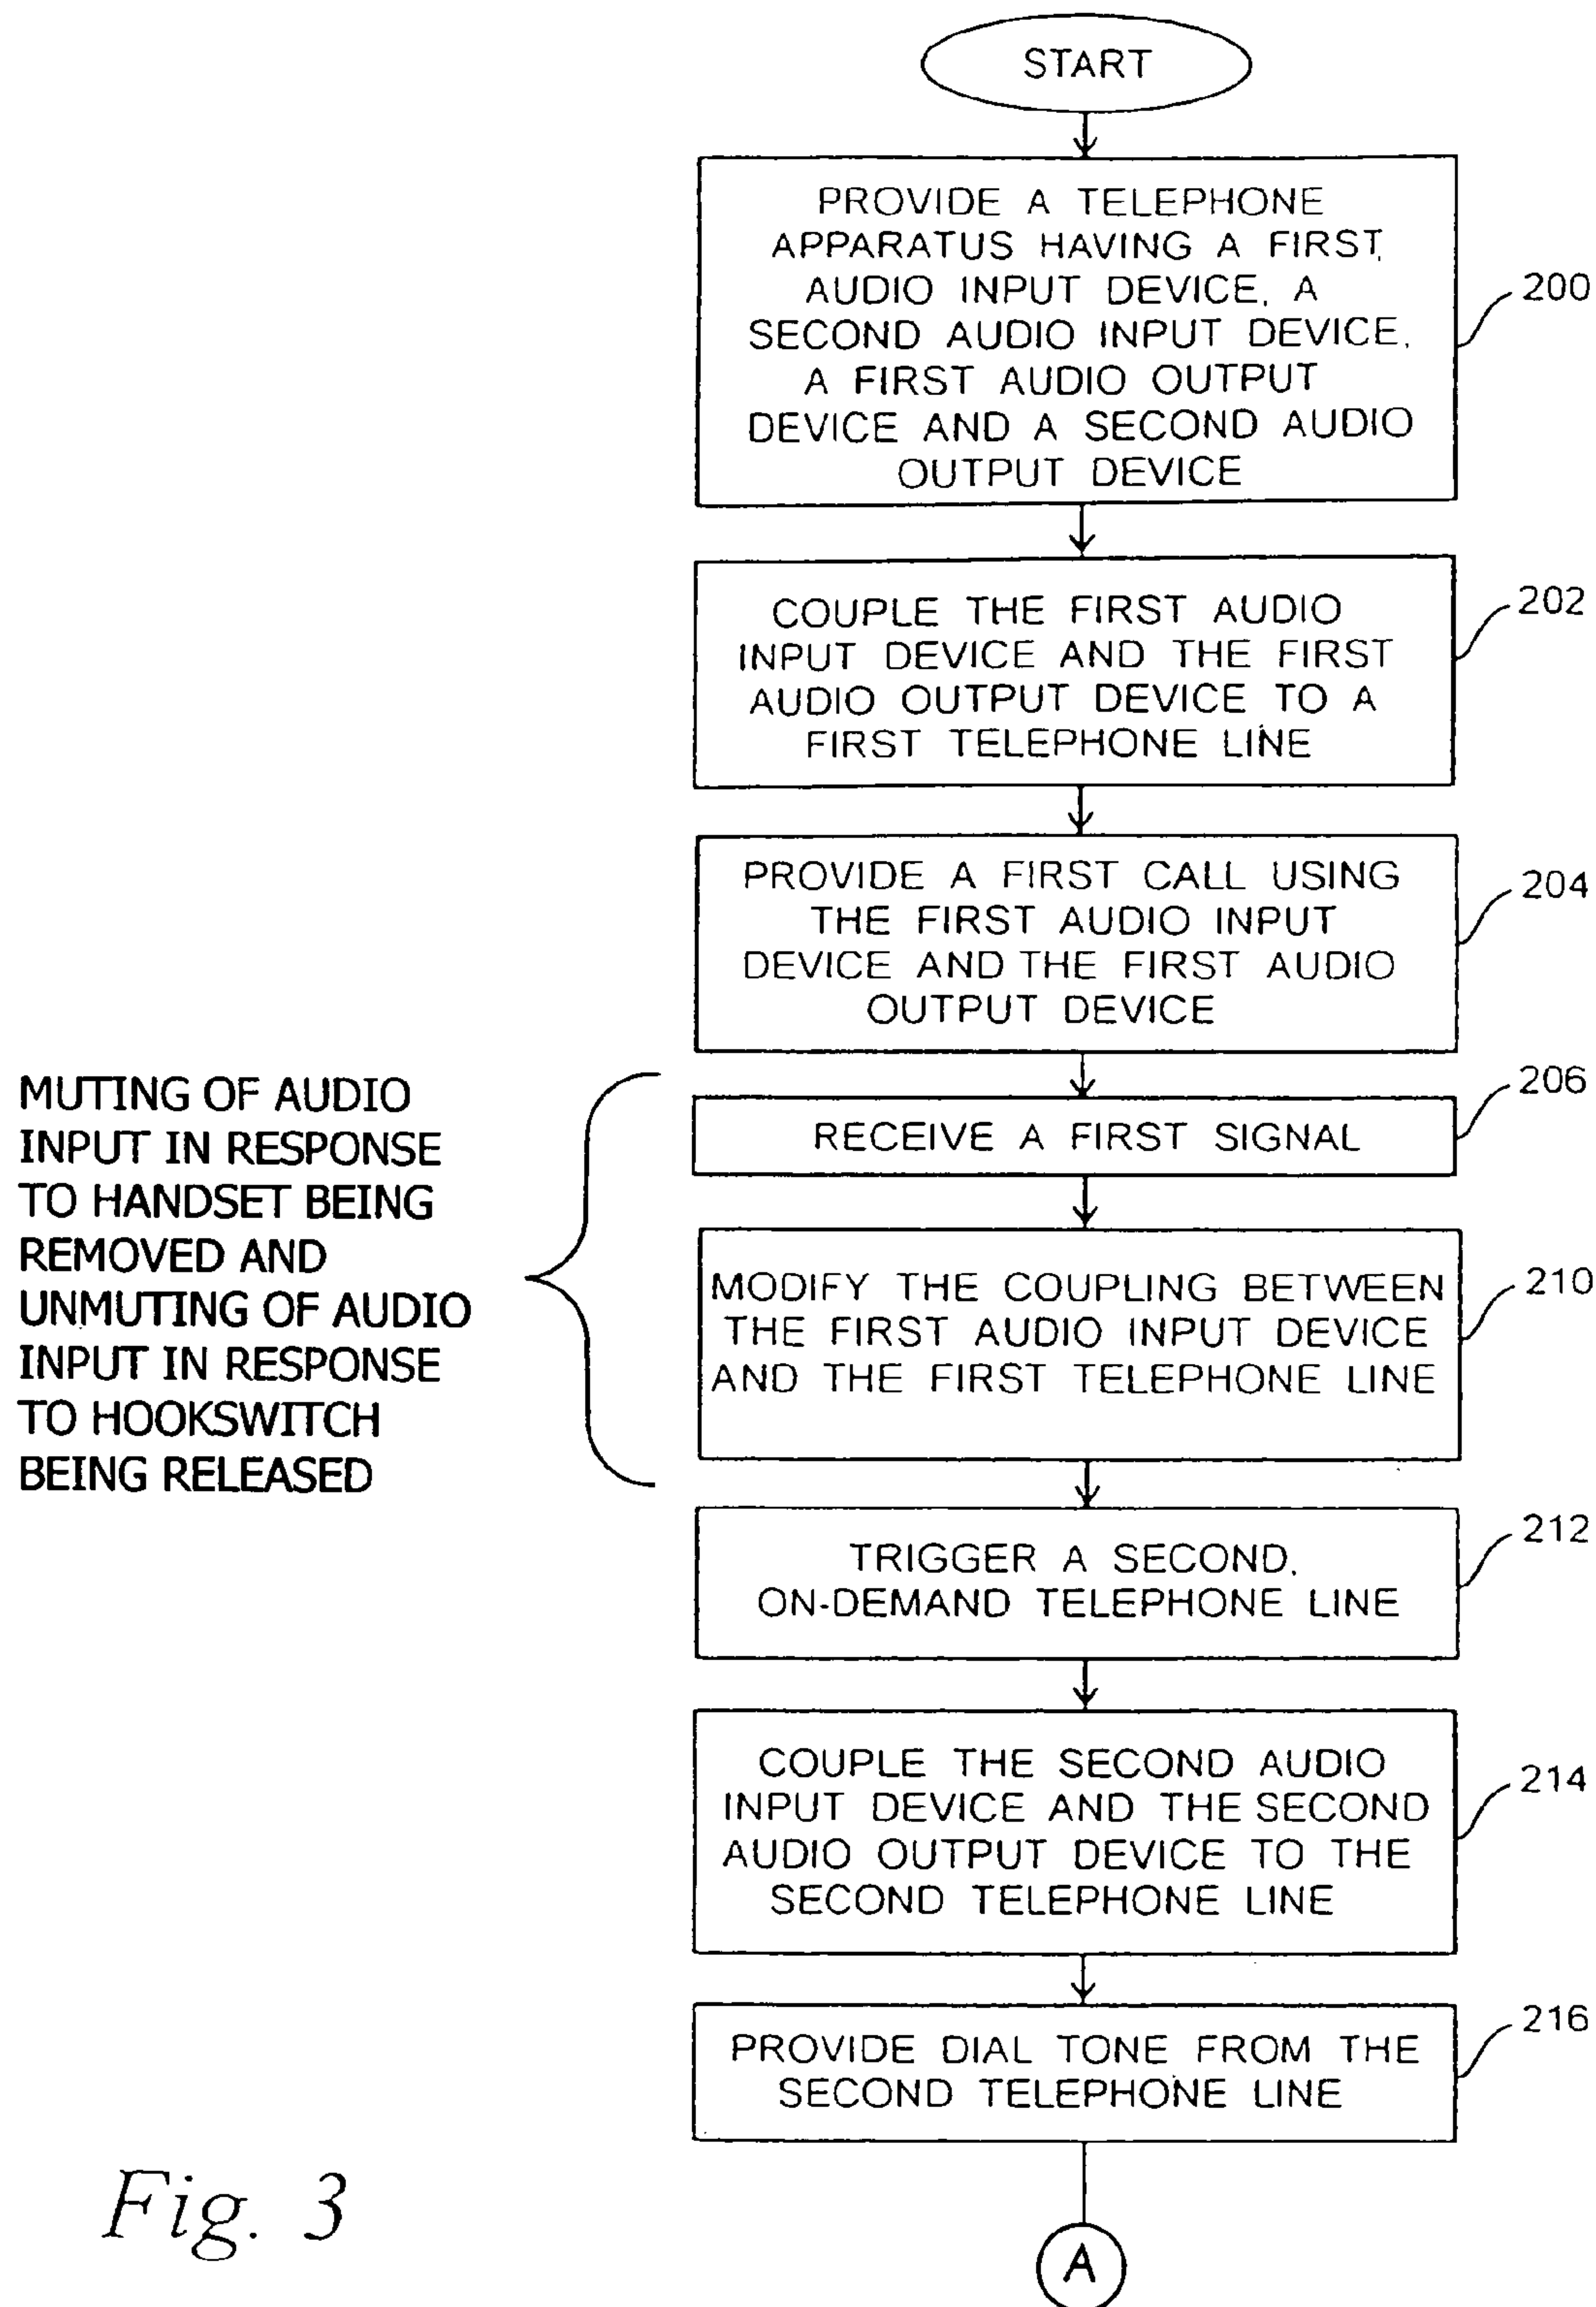 START
PROVIDE A TELEPHONE
APPARATUS HAVING A FIRST
AUDIO INPUT DEVICE, A
SECOND AUDIO INPUT DEVICE,
A FIRST AUDIO OUTPUT
DEVICE AND A SECOND AUDIO
OUTPUT DEVICE
200
COUPLE THE FIRST AUDIO
INPUT DEVICE AND THE FIRST
AUDIO OUTPUT DEVICE TO A
FIRST TELEPHONE LINE
202
PROVIDE A FIRST CALL USING
THE FIRST AUDIO INPUT
DEVICE AND THE FIRST AUDIO
OUTPUT DEVICE
204
MUTING OF AUDIO
INPUT IN RESPONSE
TO HANDSET BEING
REMOVED AND
UNMUTING OF AUDIO
INPUT IN RESPONSE
TO HOOKSWITCH
BEING RELEASED
RECEIVE A FIRST SIGNAL
206
MODIFY THE COUPLING BETWEEN
THE FIRST AUDIO INPUT DEVICE
AND THE FIRST TELEPHONE LINE
210
TRIGGER A SECOND,
ON-DEMAND TELEPHONE LINE
212
COUPLE THE SECOND AUDIO
INPUT DEVICE AND THE SECOND
AUDIO OUTPUT DEVICE TO THE
SECOND TELEPHONE LINE
214
PROVIDE DIAL TONE FROM THE
SECOND TELEPHONE LINE
216
A
Fig. 3